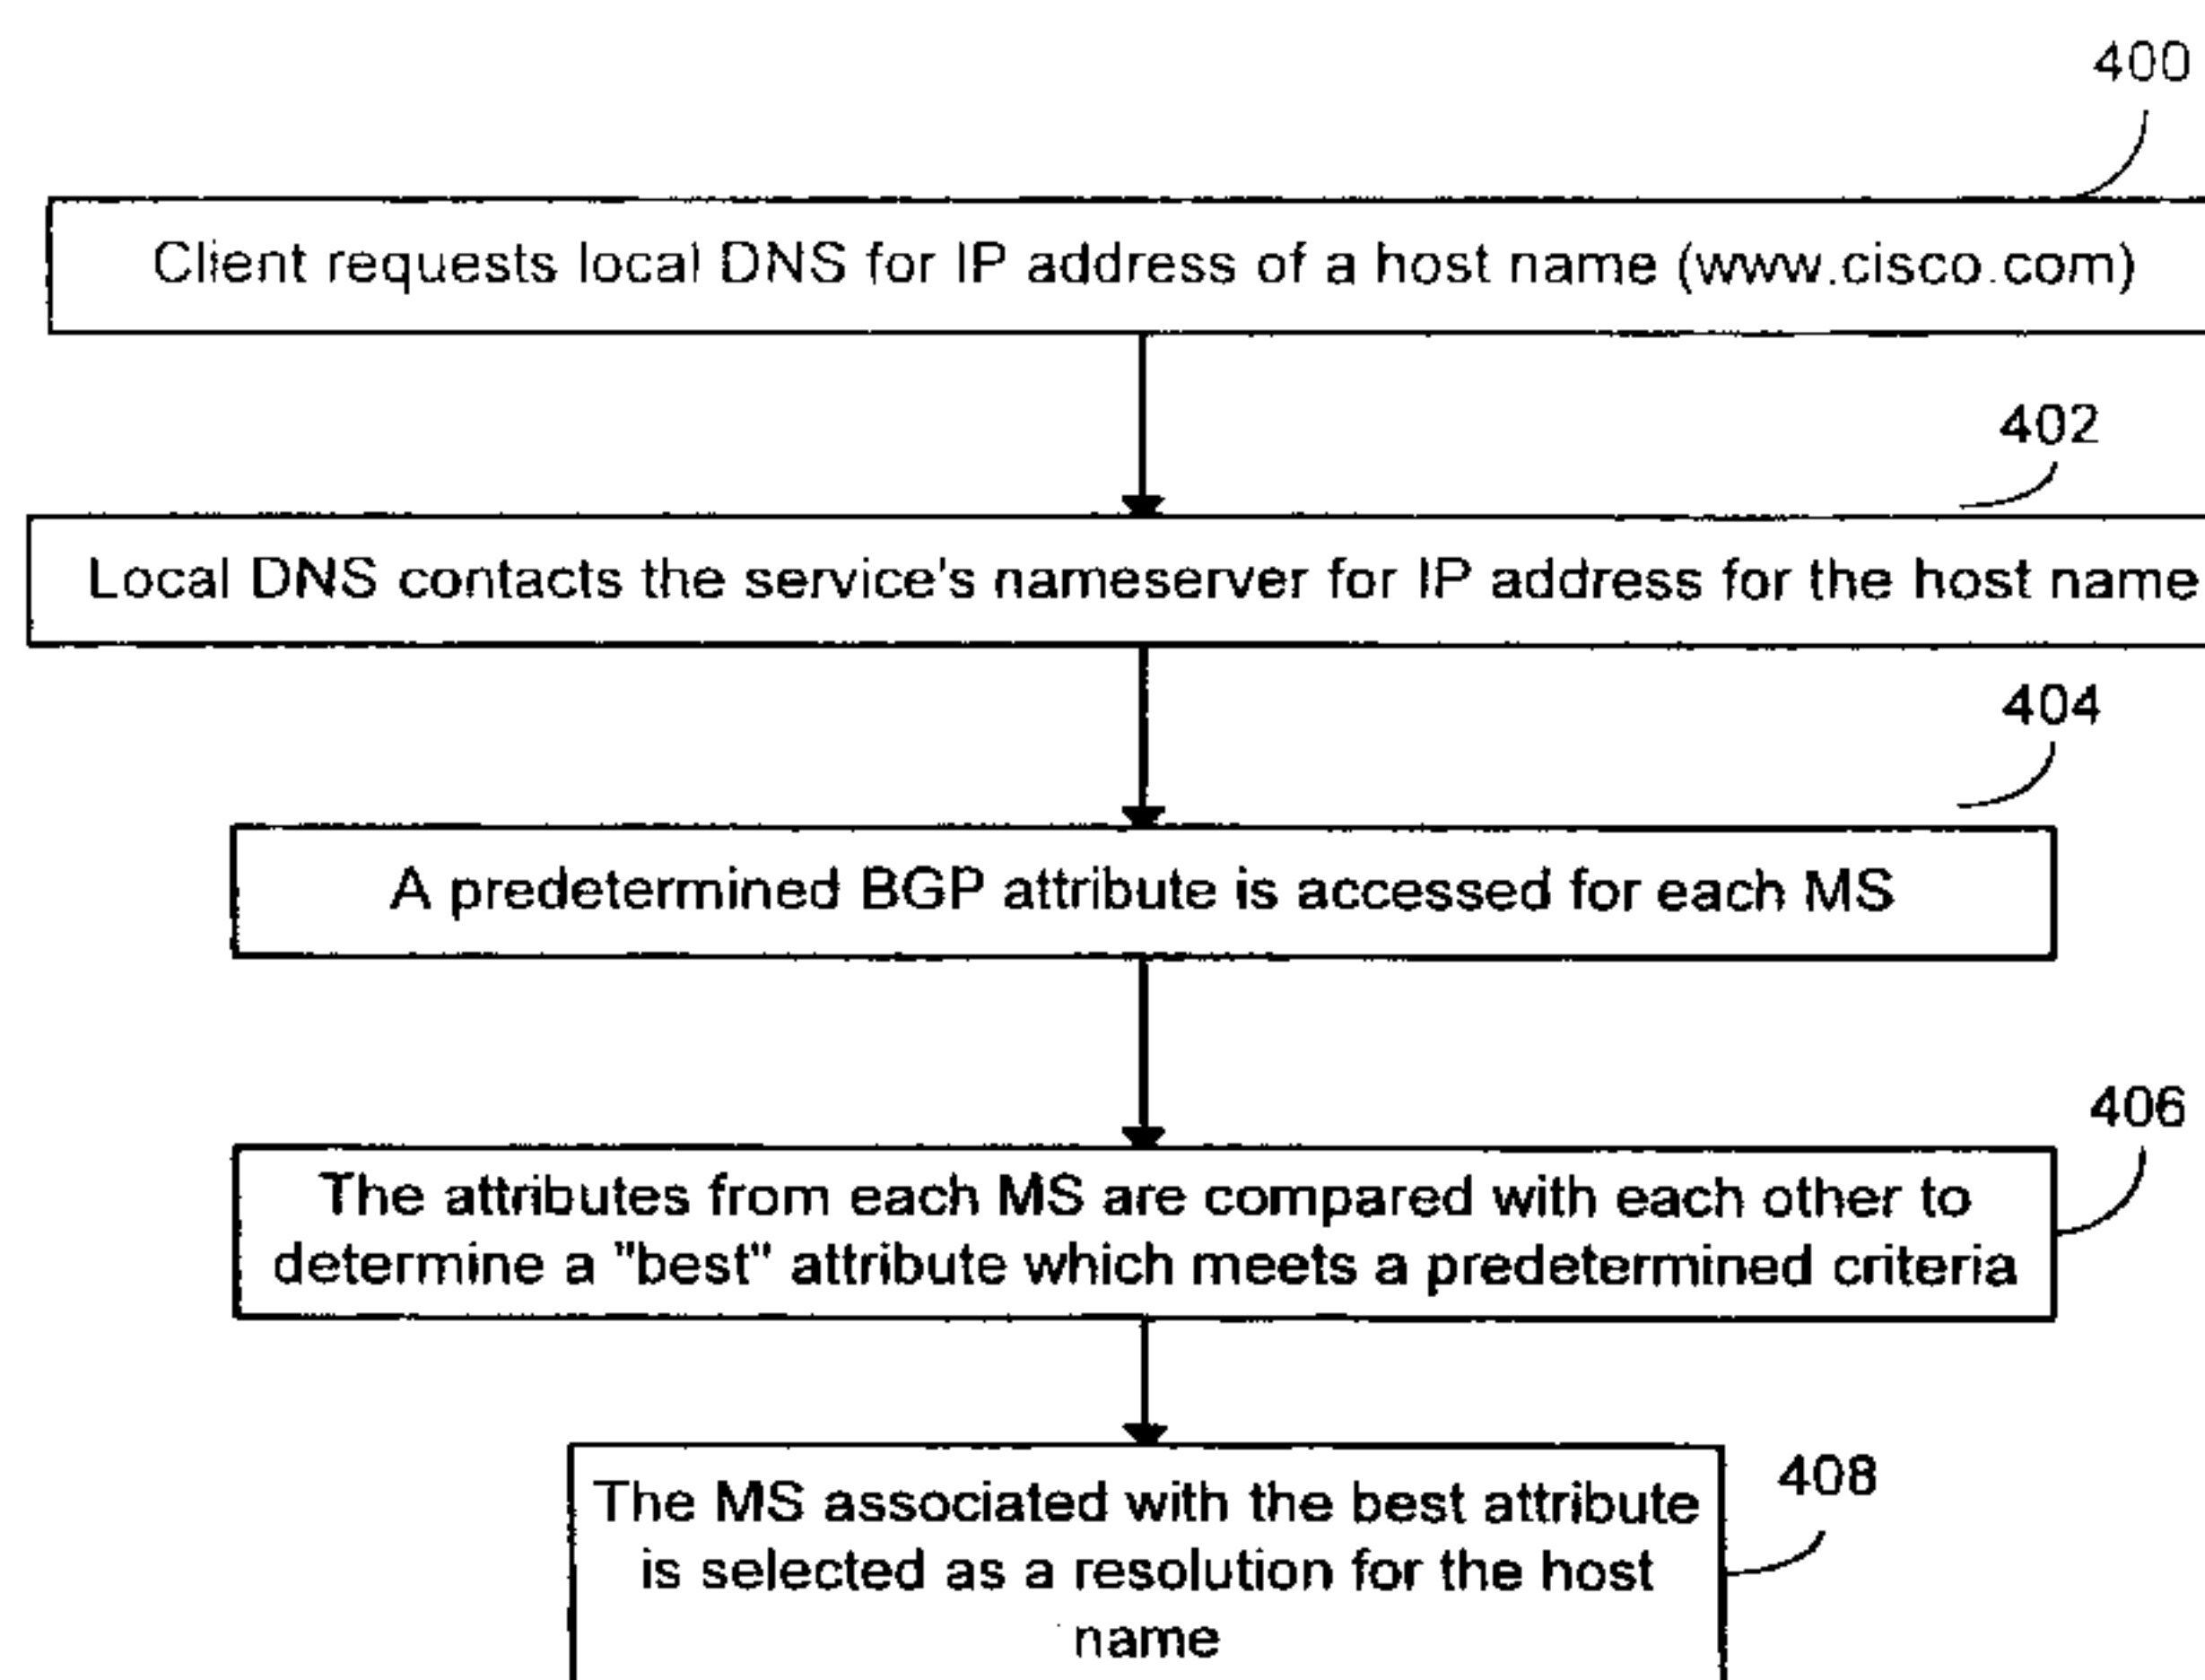 400
Client requests local DNS for IP address of a host name (www.cisco.com)
402
Local DNS contacts the service's nameserver for IP address for the host name
404
A predetermined BGP attribute is accessed for each MS
406
The attributes from each MS are compared with each other to
determine a "best" attribute which meets a predetermined criteria
408
The MS associated with the best attribute
is selected as a resolution for the host
name